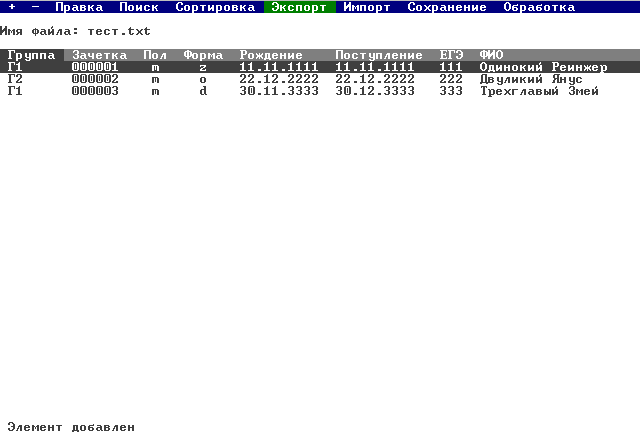 + - Правка Поиск Сортировка Экспорт Импорт Сохранение Обработка
Имя файла: тест.txt
Группа Зачетка Пол Форма Рождение Поступление ЕГЭ ФИО
Г1 000001 m z 11.11.1111 11.11.1111 111 Одинокий Реинжер
Г2 000002 m o 22.12.2222 22.12.2222 222 Двуликий Янус
Г1 000003 m d 30.11.3333 30.12.3333 333 Трехглавый Змей
Элемент добавлен